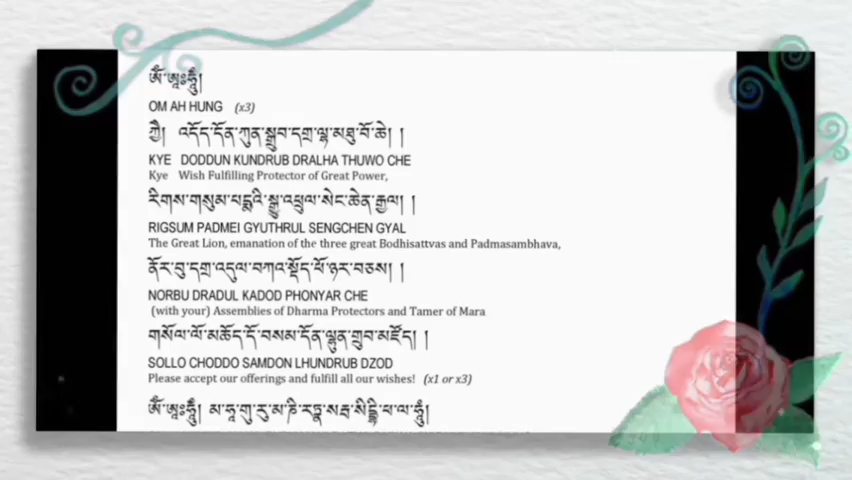 ཨོཾ་ཨཱཿཧཱུྂ།
OM AH HUNG (x3)
ཀྱཻ། འདོད་དོན་ཀུན་སྒྲུབ་དགྲ་ལྷ་མཐུ་བོ་ཆེ། །
KYE DODDUN KUNDRUB DRALHA THUWO CHE
Kye Wish Fulfilling Protector of Great Power,
རིགས་གསུམ་པདྨའི་སྒྱུ་འཕྲུལ་སེང་ཆེན་རྒྱལ། །
RIGSUM PADMEI GYUTHRUL SENGCHEN GYAL
The Great Lion, emanation of the three great Bodhisattvas and Padmasambhava,
ནོར་བུ་དགྲ་འདུལ་བཀའ་སྡོད་ཕོ་ཉར་བཅས། །
NORBU DRADUL KADOD PHONYAR CHE
(with your) Assemblies of Dharma Protectors and Tamer of Mara
གསོལ་ལོ་མཆོད་དོ་བསམ་དོན་ལྷུན་གྲུབ་མཛོད། །
SOLLO CHODDO SAMDON LHUNDRUB DZOD
Please accept our offerings and fulfill all our wishes! (x1 or x3)
ཨོཾ་ཨཱཿཧཱུྂ། མ་ཧཱ་གུ་རུ་མ་ཎི་རཏྣ་སརྦ་སིདྡྷི་ཕ་ལ་ཧཱུྂ།